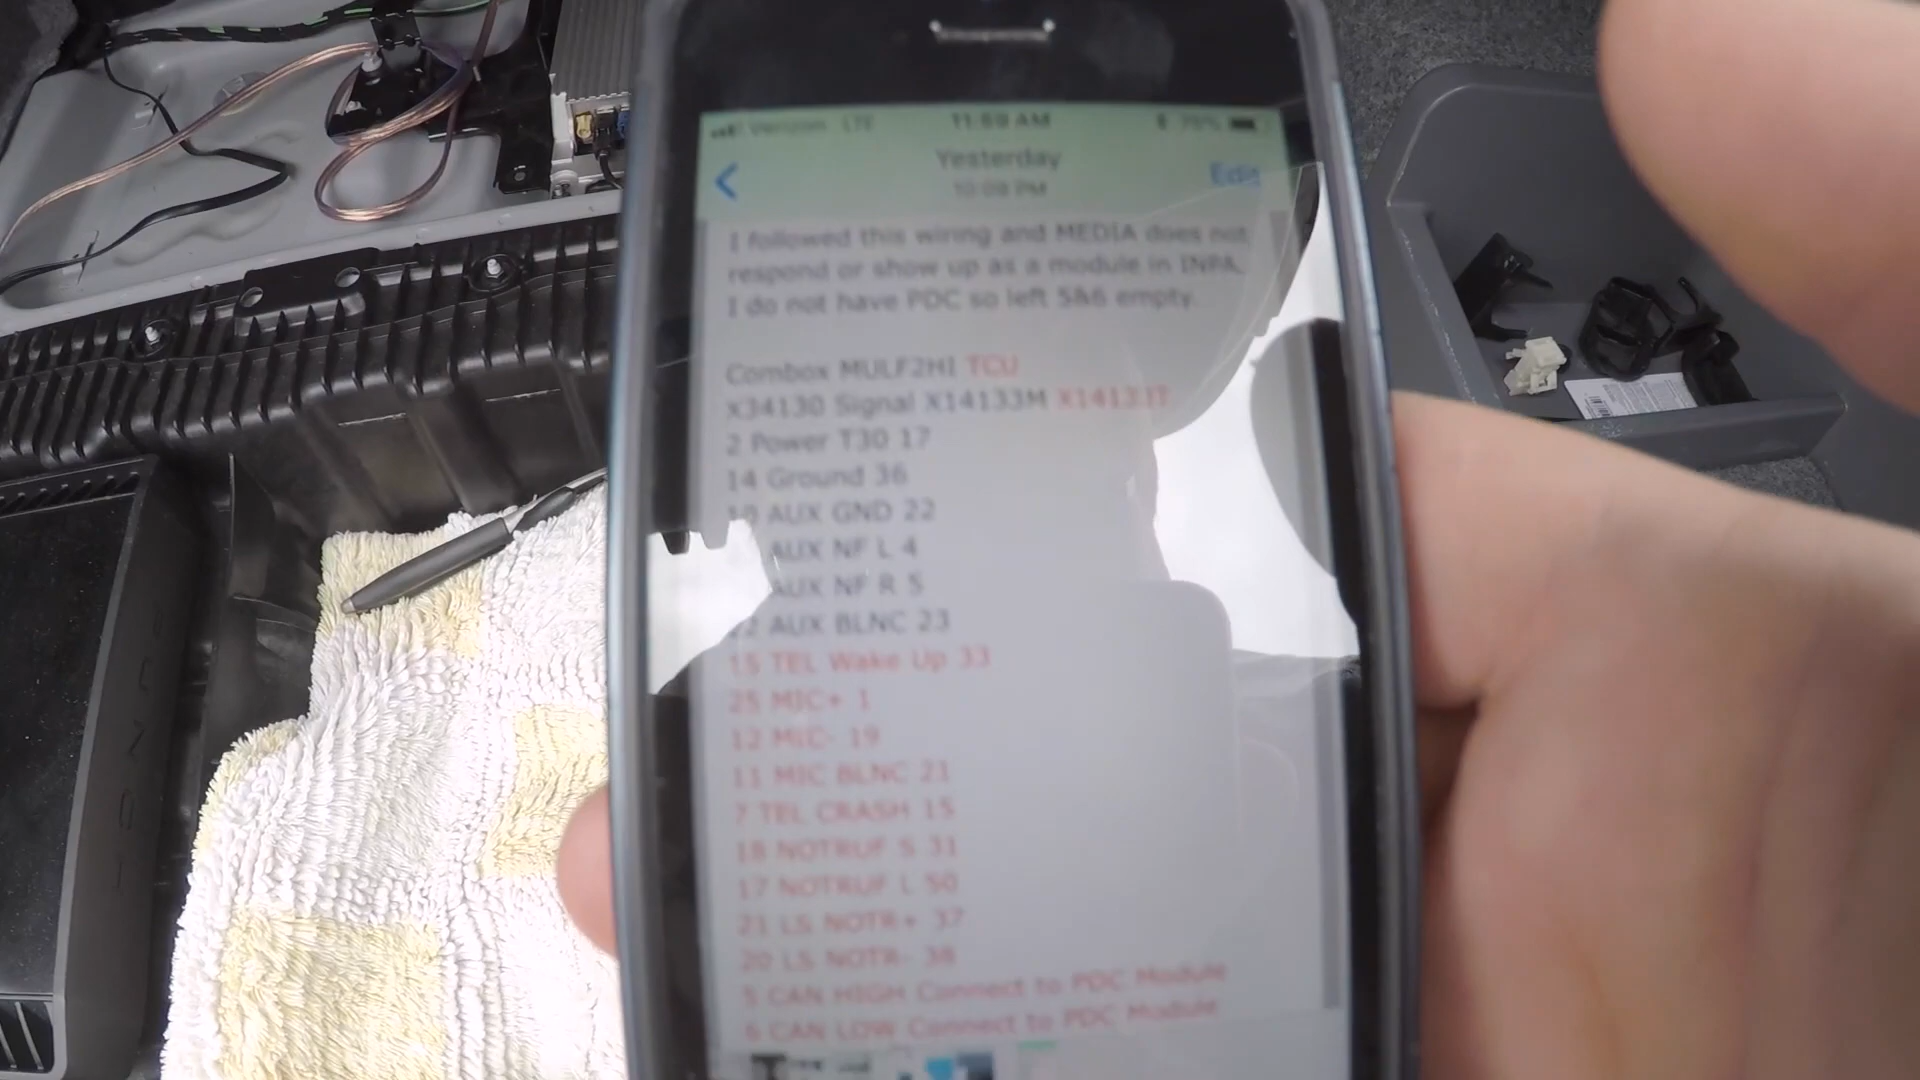 Verizon LTE 11:59 AM
Yesterday
10:09 PM
Edit
I followed this wiring and MEDIA does not
respond or show up as a module in INPA.
I do not have PDC so left 5&6 empty.
Combox MULF2HI TCU
X34130 Signal X14133M
2 Power T30 17
14 Ground 36
AUX GND 22
AUX NF L 4
AUX NF R 5
AUX BLNC 23
15 TEL Wake Up 33
25 MIC+ 1
12 MIC- 19
11 MIC BLNC 21
7 TEL CRASH 15
18 NOTRUF S 31
17 NOTRUF L 50
21 LS NOTR+ 37
20 LS NOTR- 38
5 CAN HIGH Connect to PDC Module
6 CAN LOW Connect to PDC Module